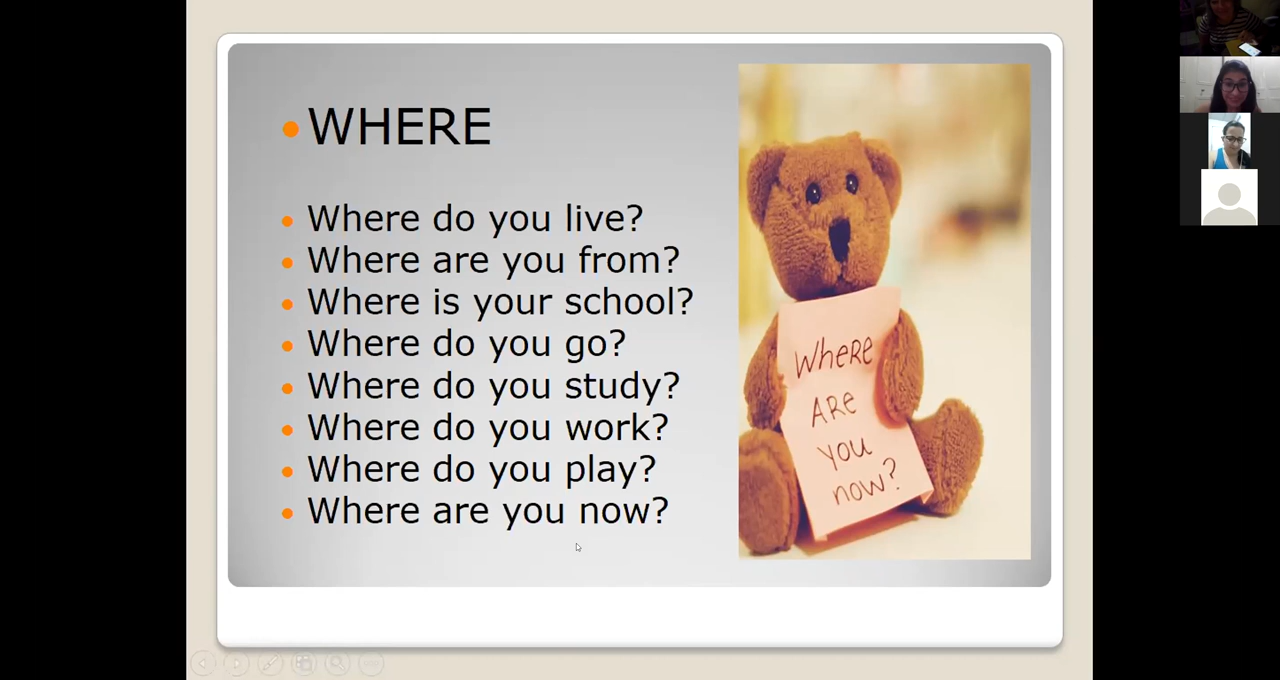 WHERE
Where do you live?
Where are you from?
Where is your school?
Where do you go?
Where do you study?
Where do you work?
Where do you play?
Where are you now?
WheRe
ARe
you
now?